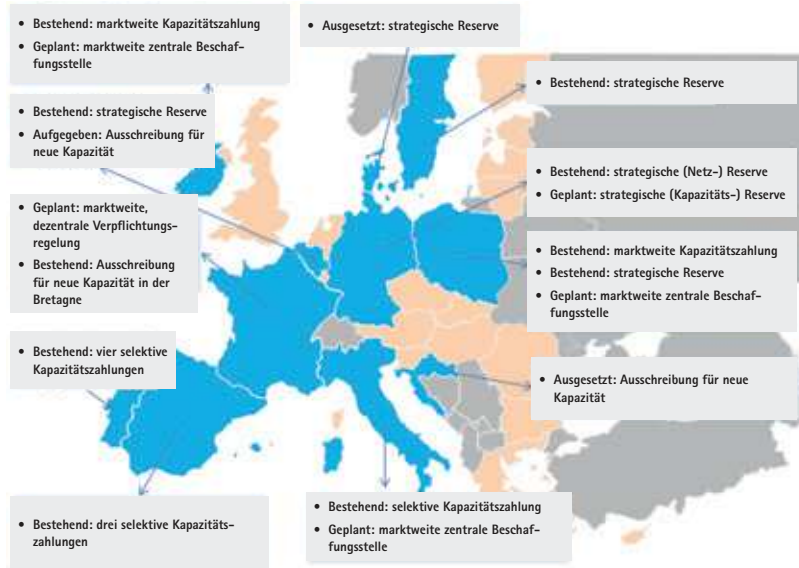 • Bestehend: marktweite Kapazitätszahlung
• Geplant: marktweite zentrale Beschaf-
fungsstelle
• Ausgesetzt: strategische Reserve
• Bestehend: strategische Reserve
• Bestehend: strategische Reserve
• Aufgegeben: Ausschreibung für
neue Kapazität
• Bestehend: strategische (Netz-) Reserve
• Geplant: strategische (Kapazitäts-) Reserve
• Geplant: marktweite,
dezentrale Verpflichtungs-
regelung
• Bestehend: Ausschreibung
für neue Kapazität in der
Bretagne
• Bestehend: marktweite Kapazitätszahlung
• Bestehend: strategische Reserve
• Geplant: marktweite zentrale Beschaf-
fungsstelle
• Bestehend: vier selektive
Kapazitätszahlungen
• Ausgesetzt: Ausschreibung für neue
Kapazität
• Bestehend: drei selektive Kapazitäts-
zahlungen
• Bestehend: selektive Kapazitätszahlung
• Geplant: marktweite zentrale Beschaf-
fungsstelle